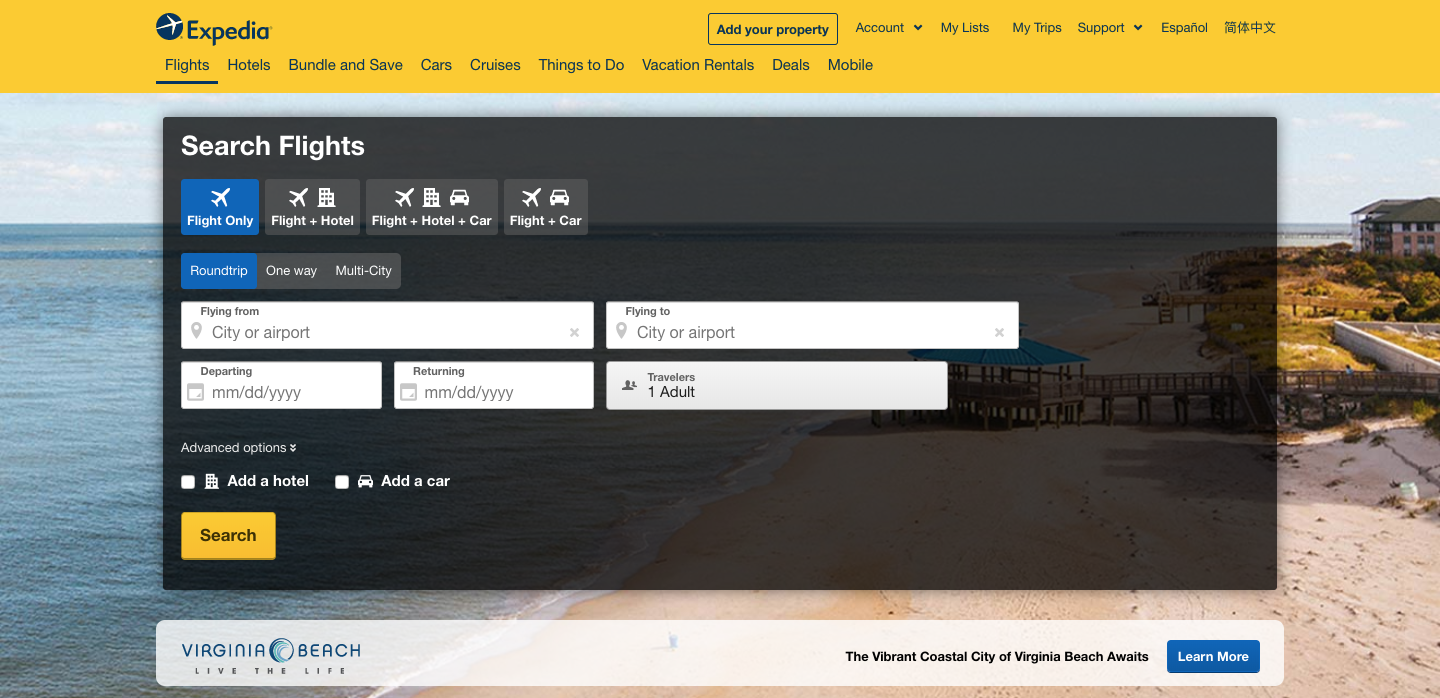 Expedia
Add your property
Account
My Lists
My Trips
Support
Español
简体中文
Flights
Hotels
Bundle and Save
Cars
Cruises
Things to Do
Vacation Rentals
Deals
Mobile
Search Flights
Flight Only
Flight + Hotel
Flight + Hotel + Car
Flight + Car
Roundtrip
One way
Multi-City
Flying from
City or airport
Flying to
City or airport
Departing
mm/dd/yyyy
Returning
mm/dd/yyyy
Travelers
1 Adult
Advanced options
Add a hotel
Add a car
Search
VIRGINIA BEACH
LIVE THE LIFE
The Vibrant Coastal City of Virginia Beach Awaits
Learn More